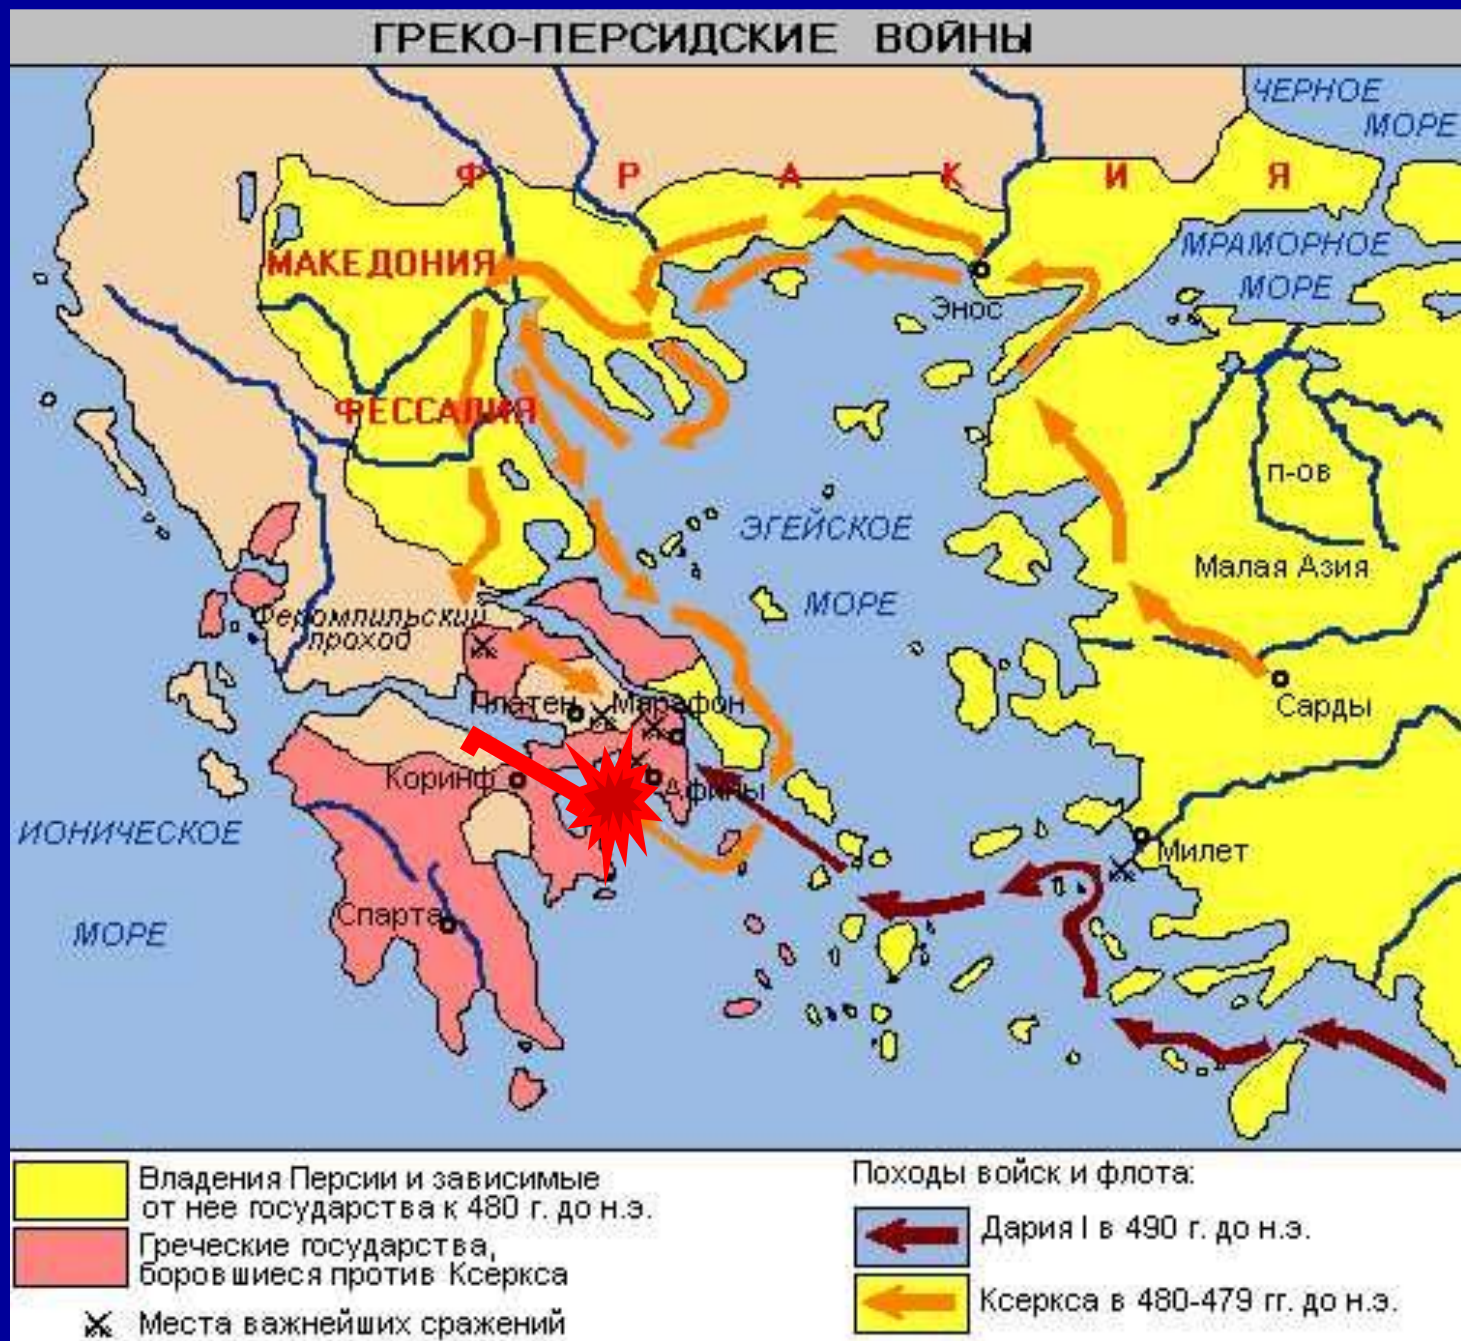 ГРЕКО-ПЕРСИДСКИЕ ВОЙНЫ
ЧЕРНОЕ
МОРЕ
ФРАКИЯ
МАКЕДОНИЯ
МРАМОРНОЕ
МОРЕ
Энос
ФЕССАЛИЯ
п-ов
Малая Азия
ЭГЕЙСКОЕ
МОРЕ
Феромпильский
проход
Платеи
Марафон
Сарды
Коринф
Афины
ИОНИЧЕСКОЕ
МОРЕ
Милет
Спарта
Владения Персии и зависимые
от нее государства к 480 г. до н.э.
Греческие государства,
боровшиеся против Ксеркса
Места важнейших сражений
Походы войск и флота:
Дария I в 490 г. до н.э.
Ксеркса в 480-479 гг. до н.э.